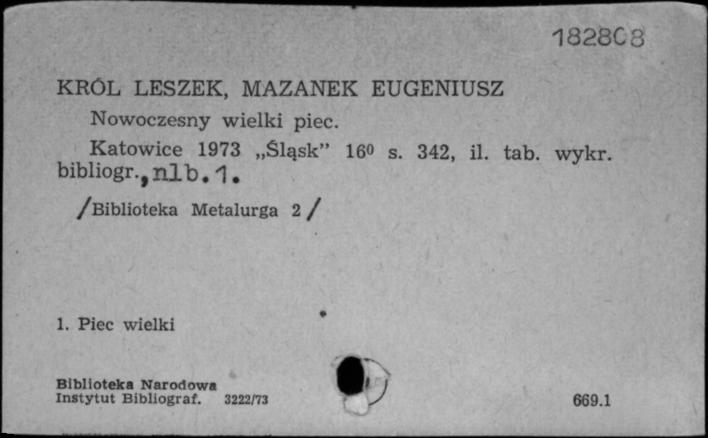 182808
KRÓL LESZEK, MAZANEK EUGENIUSZ
Nowoczesny wielki piec.
Katowice 1973 „Śląsk” 16⁰ s. 342, il. tab. wykr.
bibliogr., nlb.1.
/Biblioteka Metalurga 2/
1. Piec wielki
Biblioteka Narodowa
Instytut Bibliograf. 3222/73
669.1